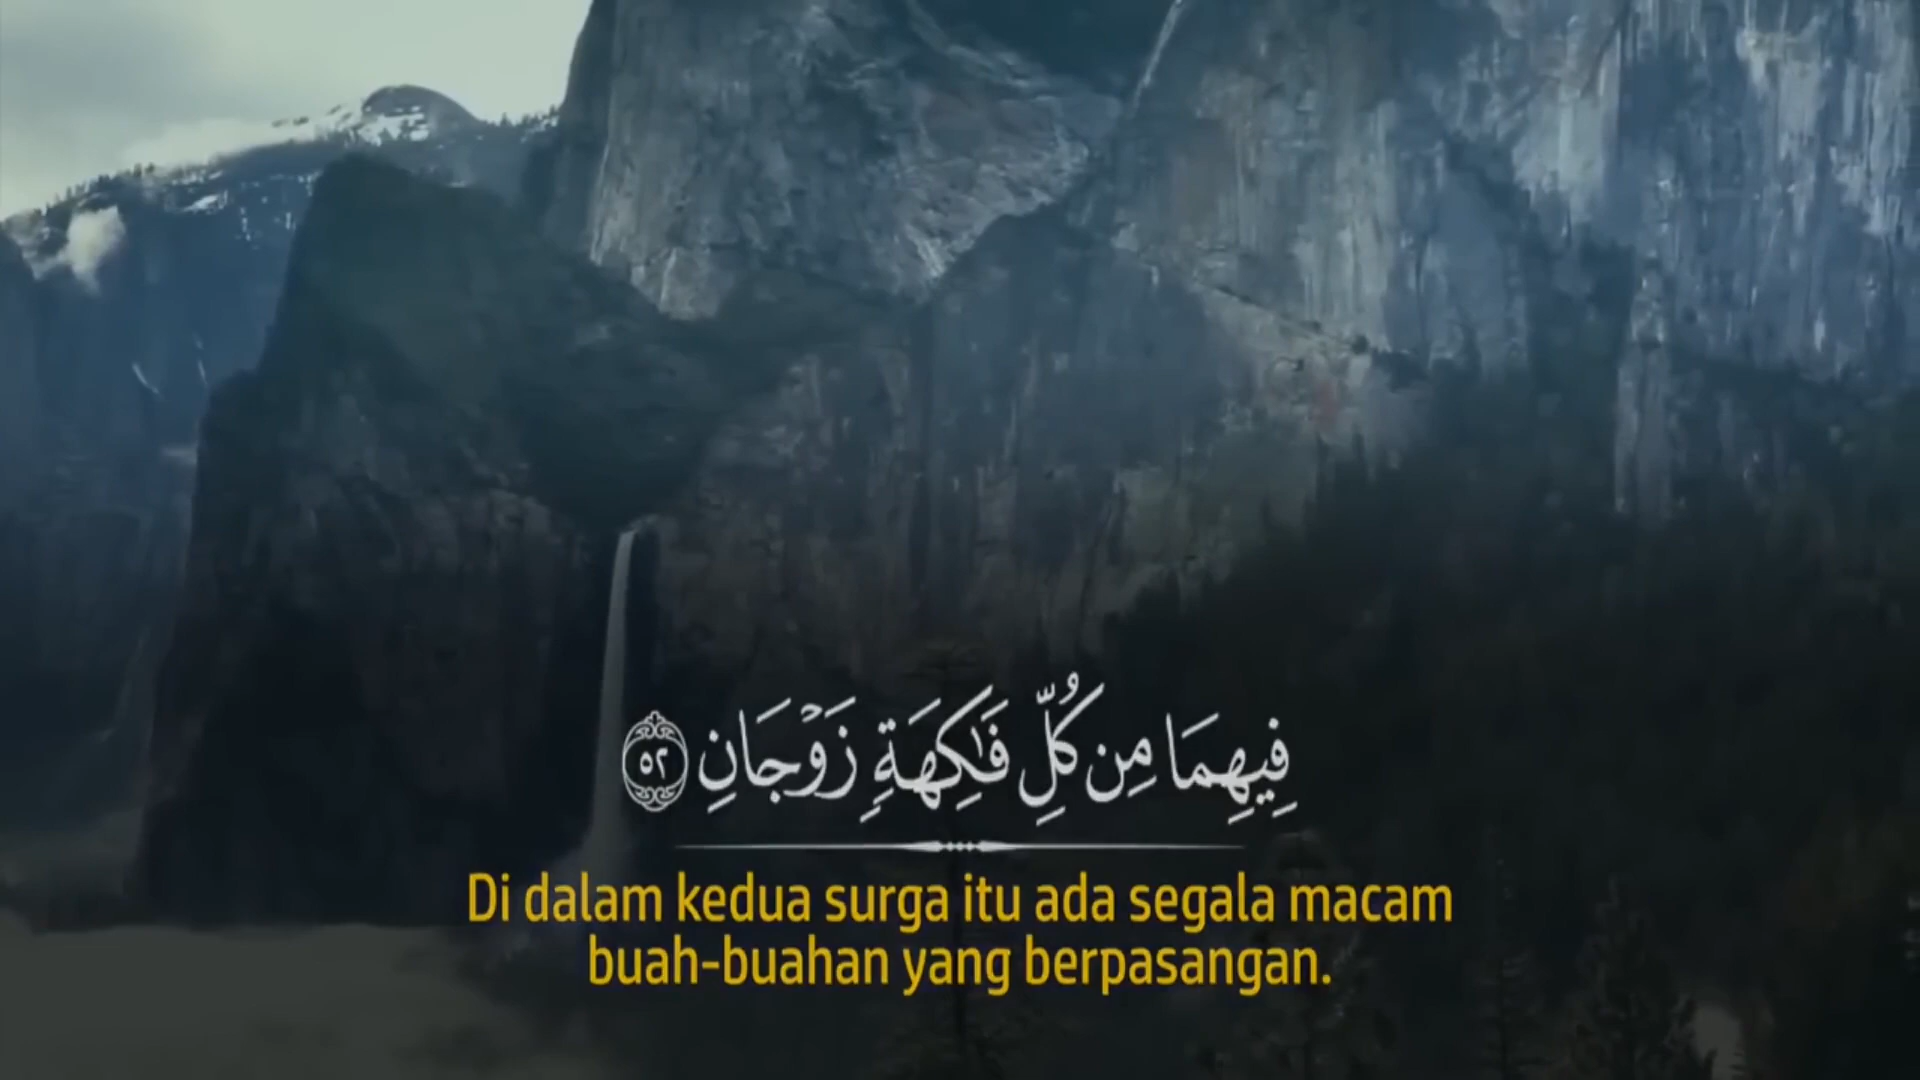 فِيهِمَا مِن كُلِّ فَٰكِهَةٍ زَوْجَانِ ٥٢
Di dalam kedua surga itu ada segala macam
buah-buahan yang berpasangan.